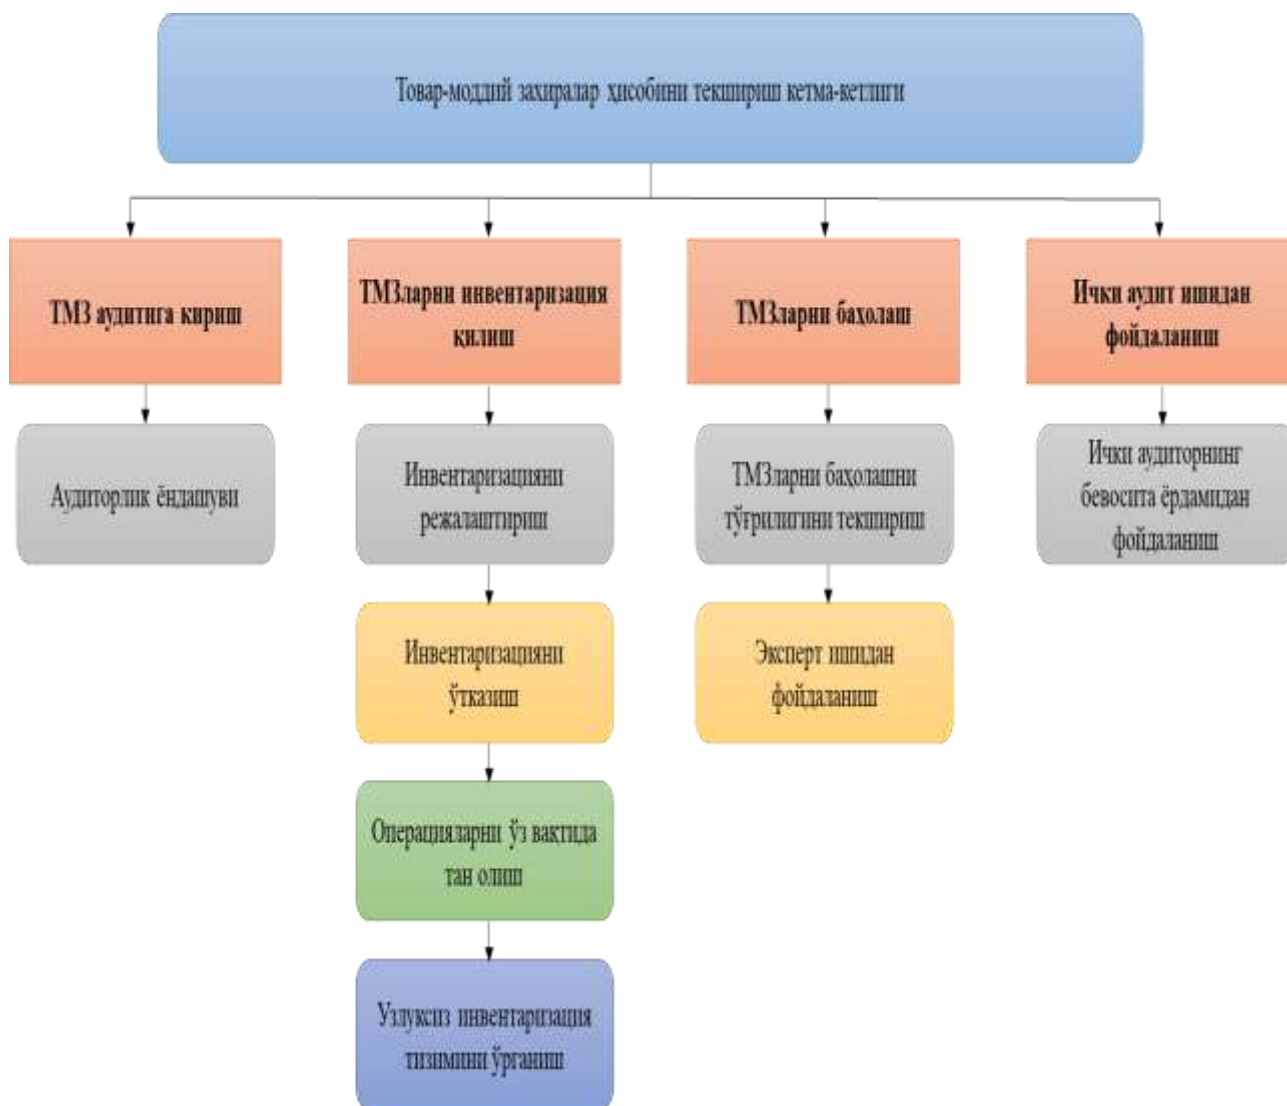 Товар-моддий захиралар ҳисобини текшириш кетма-кетлиги
ТМЗ аудитига кириш
ТМЗларни инвентаризация
қилиш
ТМЗларни баҳолаш
Ички аудит ишидан
фойдаланиш
Аудиторлик ёндашуви
Инвентаризацияни
режалаштириш
ТМЗларни баҳолашни
тўғрилигини текшириш
Ички аудиторнинг
бевосита ёрдамидан
фойдаланиш
Инвентаризацияни
ўтказиш
Эксперт ишидан
фойдаланиш
Операцияларни ўз вақтида
тан олиш
Узлуксиз инвентаризация
тизимини ўрганиш